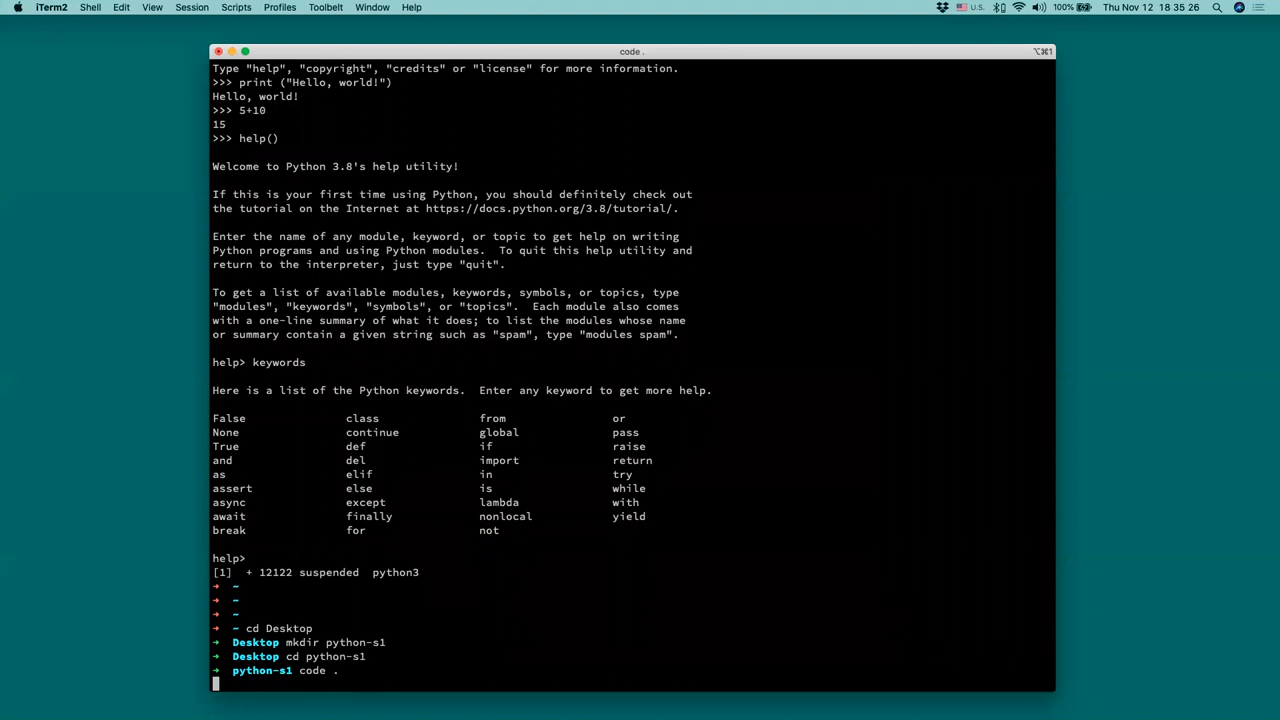 iTerm2 Shell Edit View Session Scripts Profiles Toolbelt Window Help U.S. 100% Thu Nov 12 18 35 26
code . ⌥⌘1
Type "help", "copyright", "credits" or "license" for more information.
>>> print ("Hello, world!")
Hello, world!
>>> 5+10
15
>>> help()
Welcome to Python 3.8's help utility!
If this is your first time using Python, you should definitely check out
the tutorial on the Internet at https://docs.python.org/3.8/tutorial/.
Enter the name of any module, keyword, or topic to get help on writing
Python programs and using Python modules.  To quit this help utility and
return to the interpreter, just type "quit".
To get a list of available modules, keywords, symbols, or topics, type
"modules", "keywords", "symbols", or "topics".  Each module also comes
with a one-line summary of what it does; to list the modules whose name
or summary contain a given string such as "spam", type "modules spam".
help> keywords
Here is a list of the Python keywords.  Enter any keyword to get more help.
False class from or
None continue global pass
True def if raise
and del import return
as elif in try
assert else is while
async except lambda with
await finally nonlocal yield
break for not
help>
[1]  + 12122 suspended  python3
➜  ~
➜  ~
➜  ~
➜  ~ cd Desktop
➜  Desktop mkdir python-s1
➜  Desktop cd python-s1
➜  python-s1 code .